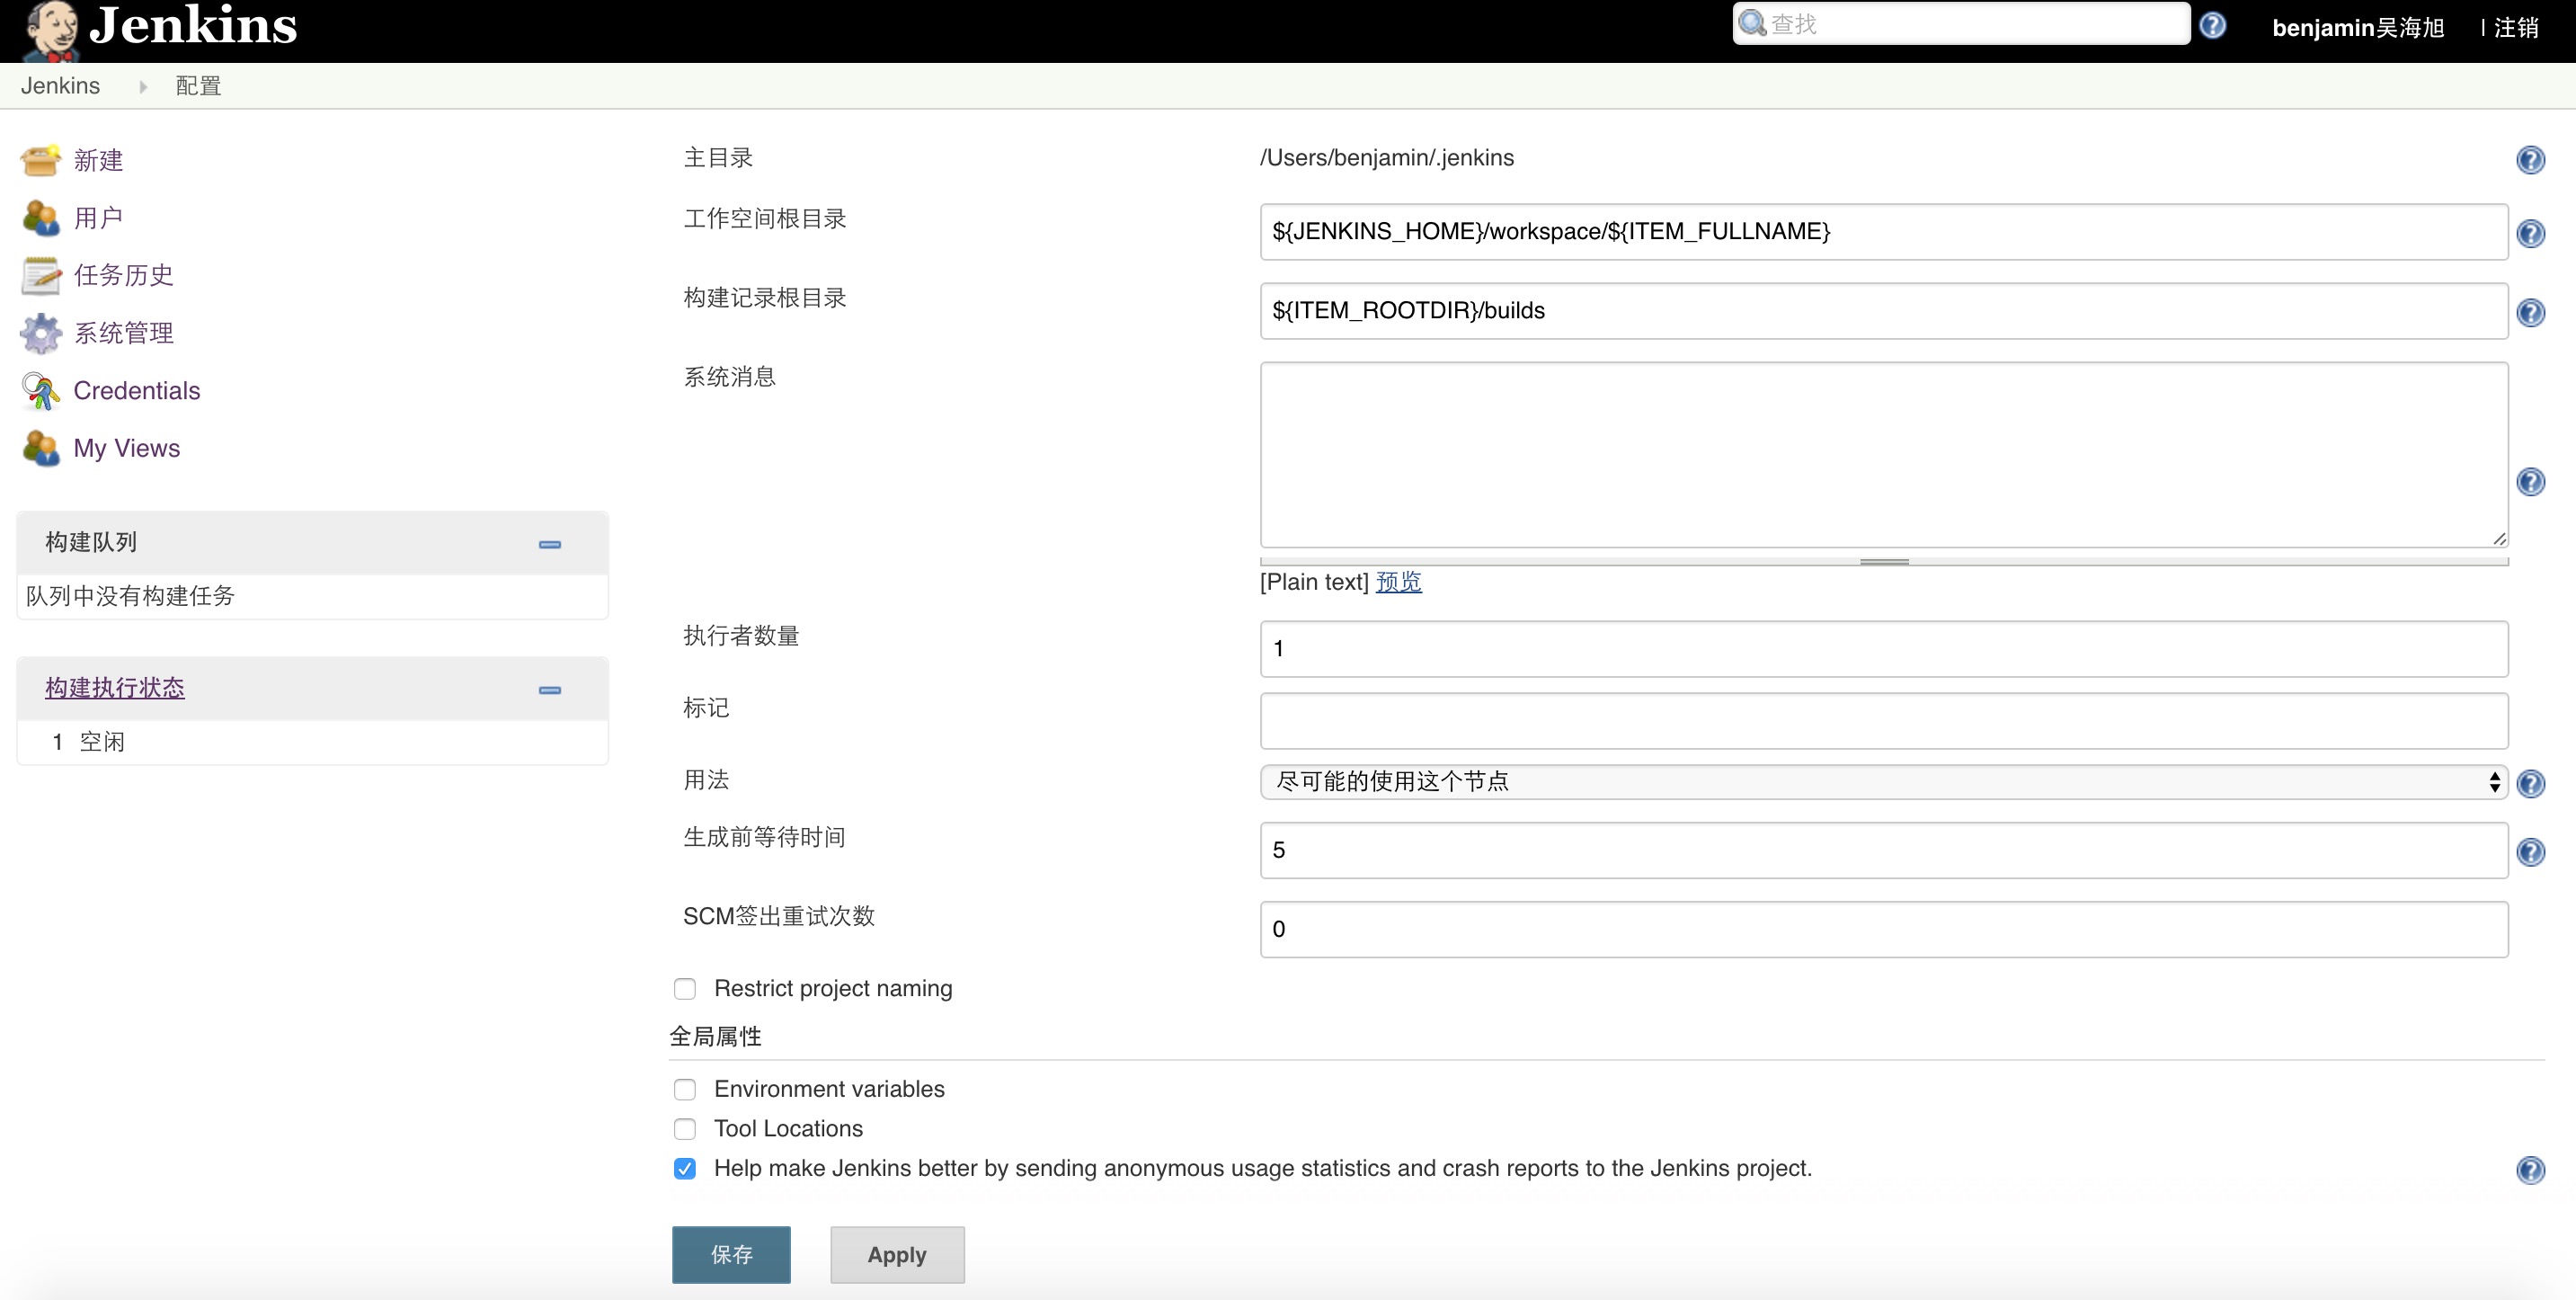 Jenkins
查找
benjamin吴海旭 | 注销
Jenkins 配置
新建
用户
任务历史
系统管理
Credentials
My Views
构建队列
队列中没有构建任务
构建执行状态
1 空闲
主目录 /Users/benjamin/.jenkins
工作空间根目录 ${JENKINS_HOME}/workspace/${ITEM_FULLNAME}
构建记录根目录 ${ITEM_ROOTDIR}/builds
系统消息
[Plain text] 预览
执行者数量 1
标记
用法 尽可能的使用这个节点
生成前等待时间 5
SCM签出重试次数 0
Restrict project naming
全局属性
Environment variables
Tool Locations
Help make Jenkins better by sending anonymous usage statistics and crash reports to the Jenkins project.
保存 Apply